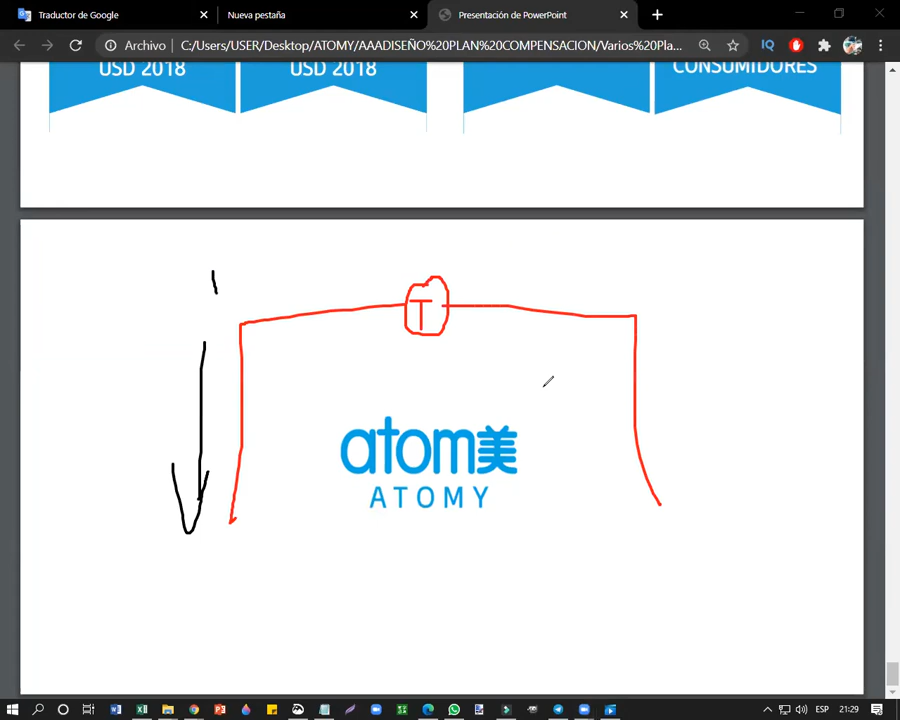 Traductor de Google
Nueva pestaña
Presentación de PowerPoint
Archivo
C:/Users/USER/Desktop/ATOMY/AAADISEÑO%20PLAN%20COMPENSACION/Varios%20Pla...
IQ
USD 2018
USD 2018
CONSUMIDORES
T
atom美
ATOMY
ESP
21:29